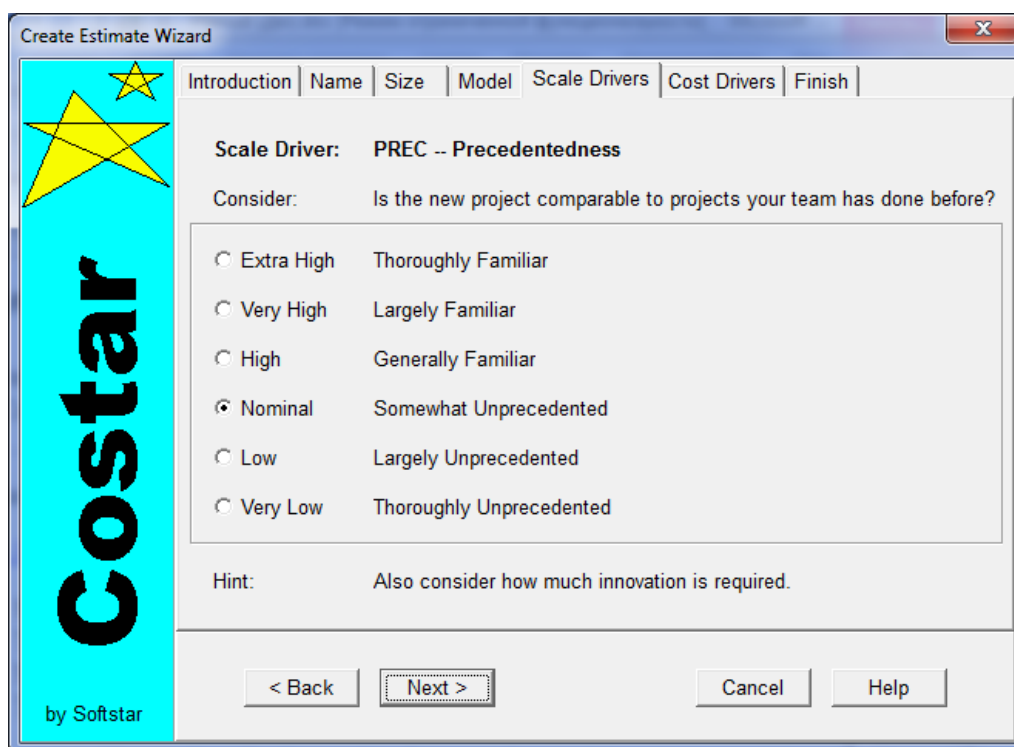 Create Estimate Wizard
X
Introduction Name Size Model Scale Drivers Cost Drivers Finish
Scale Driver: PREC -- Precedentedness
Consider: Is the new project comparable to projects your team has done before?
Extra High Thoroughly Familiar
Very High Largely Familiar
High Generally Familiar
Nominal Somewhat Unprecedented
Low Largely Unprecedented
Very Low Thoroughly Unprecedented
Hint: Also consider how much innovation is required.
< Back Next > Cancel Help
Costar
by Softstar